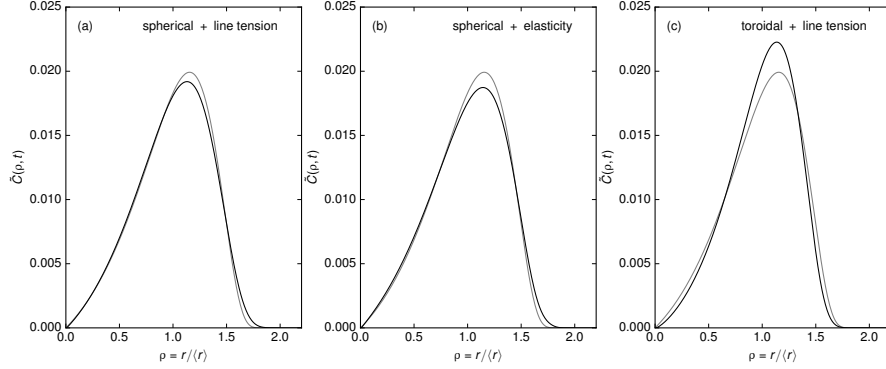 (a) spherical + line tension
0.025
0.020
0.015
0.010
0.005
0.000
C̃(ρ, t)
0.0 0.5 1.0 1.5 2.0
ρ = r/⟨r⟩
(b) spherical + elasticity
0.025
0.020
0.015
0.010
0.005
0.000
C̃(ρ, t)
0.0 0.5 1.0 1.5 2.0
ρ = r/⟨r⟩
(c) toroidal + line tension
0.025
0.020
0.015
0.010
0.005
0.000
C̃(ρ, t)
0.0 0.5 1.0 1.5 2.0
ρ = r/⟨r⟩